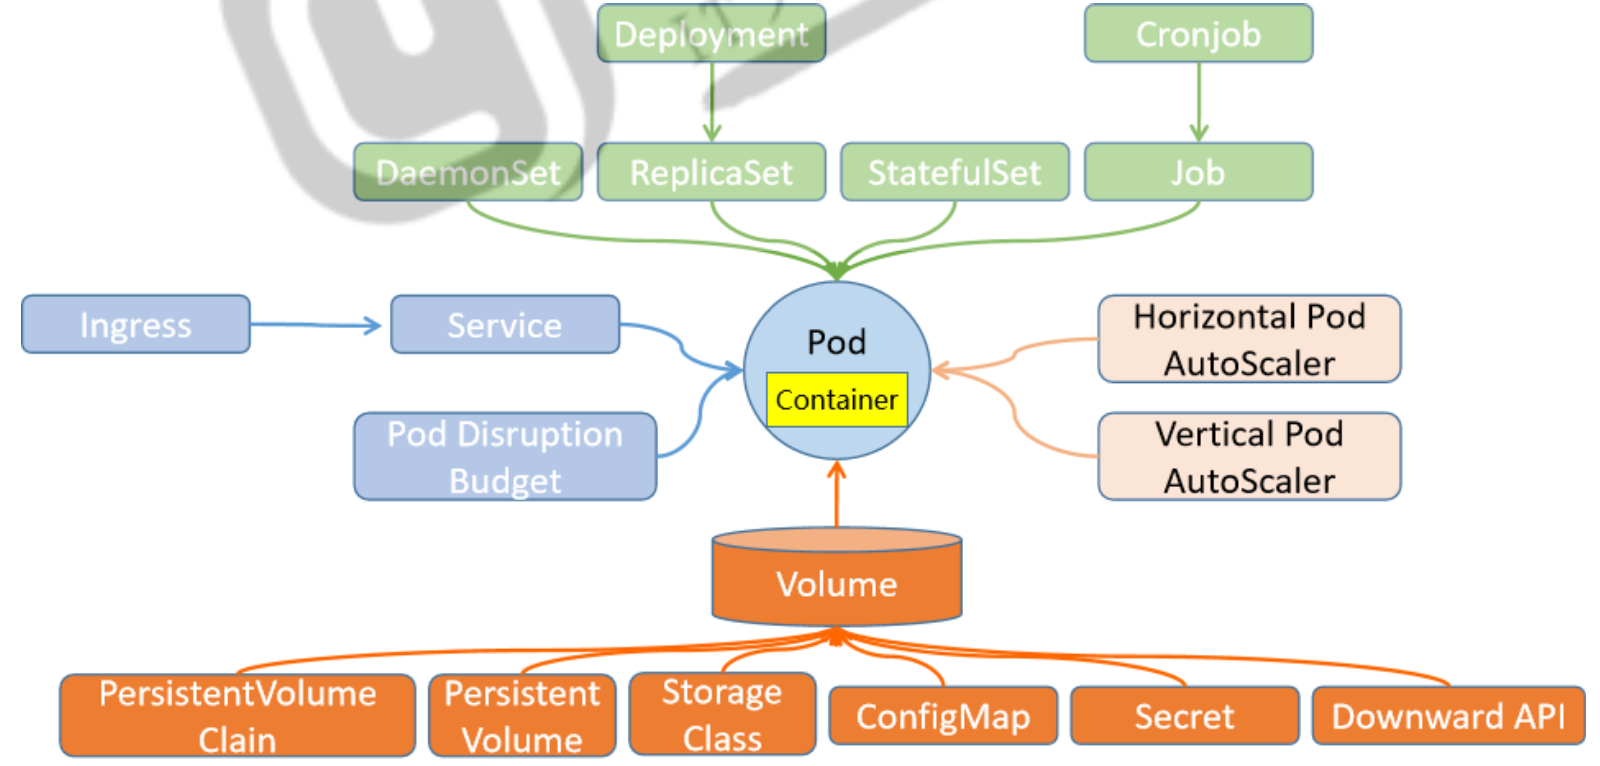 Deployment
Cronjob
DaemonSet
ReplicaSet
StatefulSet
Job
Ingress
Service
Pod
Container
Horizontal Pod
AutoScaler
Pod Disruption
Budget
Vertical Pod
AutoScaler
Volume
PersistentVolume
Clain
Persistent
Volume
Storage
Class
ConfigMap
Secret
Downward API